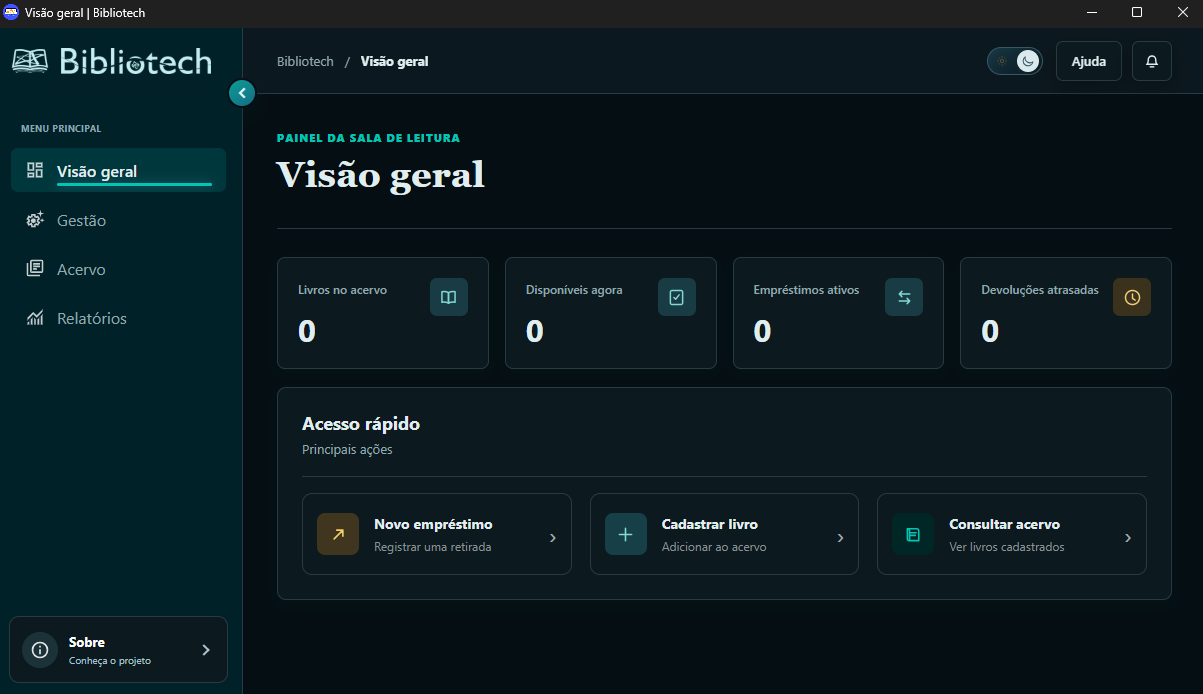 Visão geral | Bibliotech
Bibliotech
MENU PRINCIPAL
Visão geral
Gestão
Acervo
Relatórios
Sobre
Conheça o projeto
Bibliotech / Visão geral
Ajuda
PAINEL DA SALA DE LEITURA
Visão geral
Livros no acervo
0
Disponíveis agora
0
Empréstimos ativos
0
Devoluções atrasadas
0
Acesso rápido
Principais ações
Novo empréstimo
Registrar uma retirada
Cadastrar livro
Adicionar ao acervo
Consultar acervo
Ver livros cadastrados